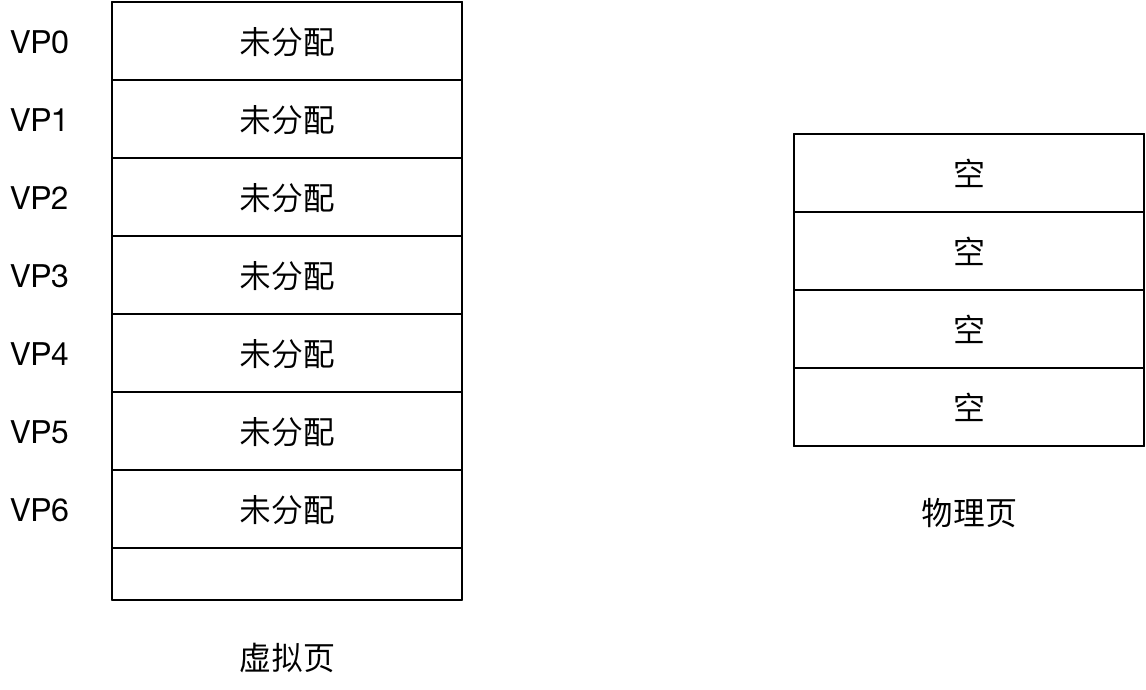 VP0 未分配
VP1 未分配
VP2 未分配
VP3 未分配
VP4 未分配
VP5 未分配
VP6 未分配
虚拟页
空
空
空
空
物理页